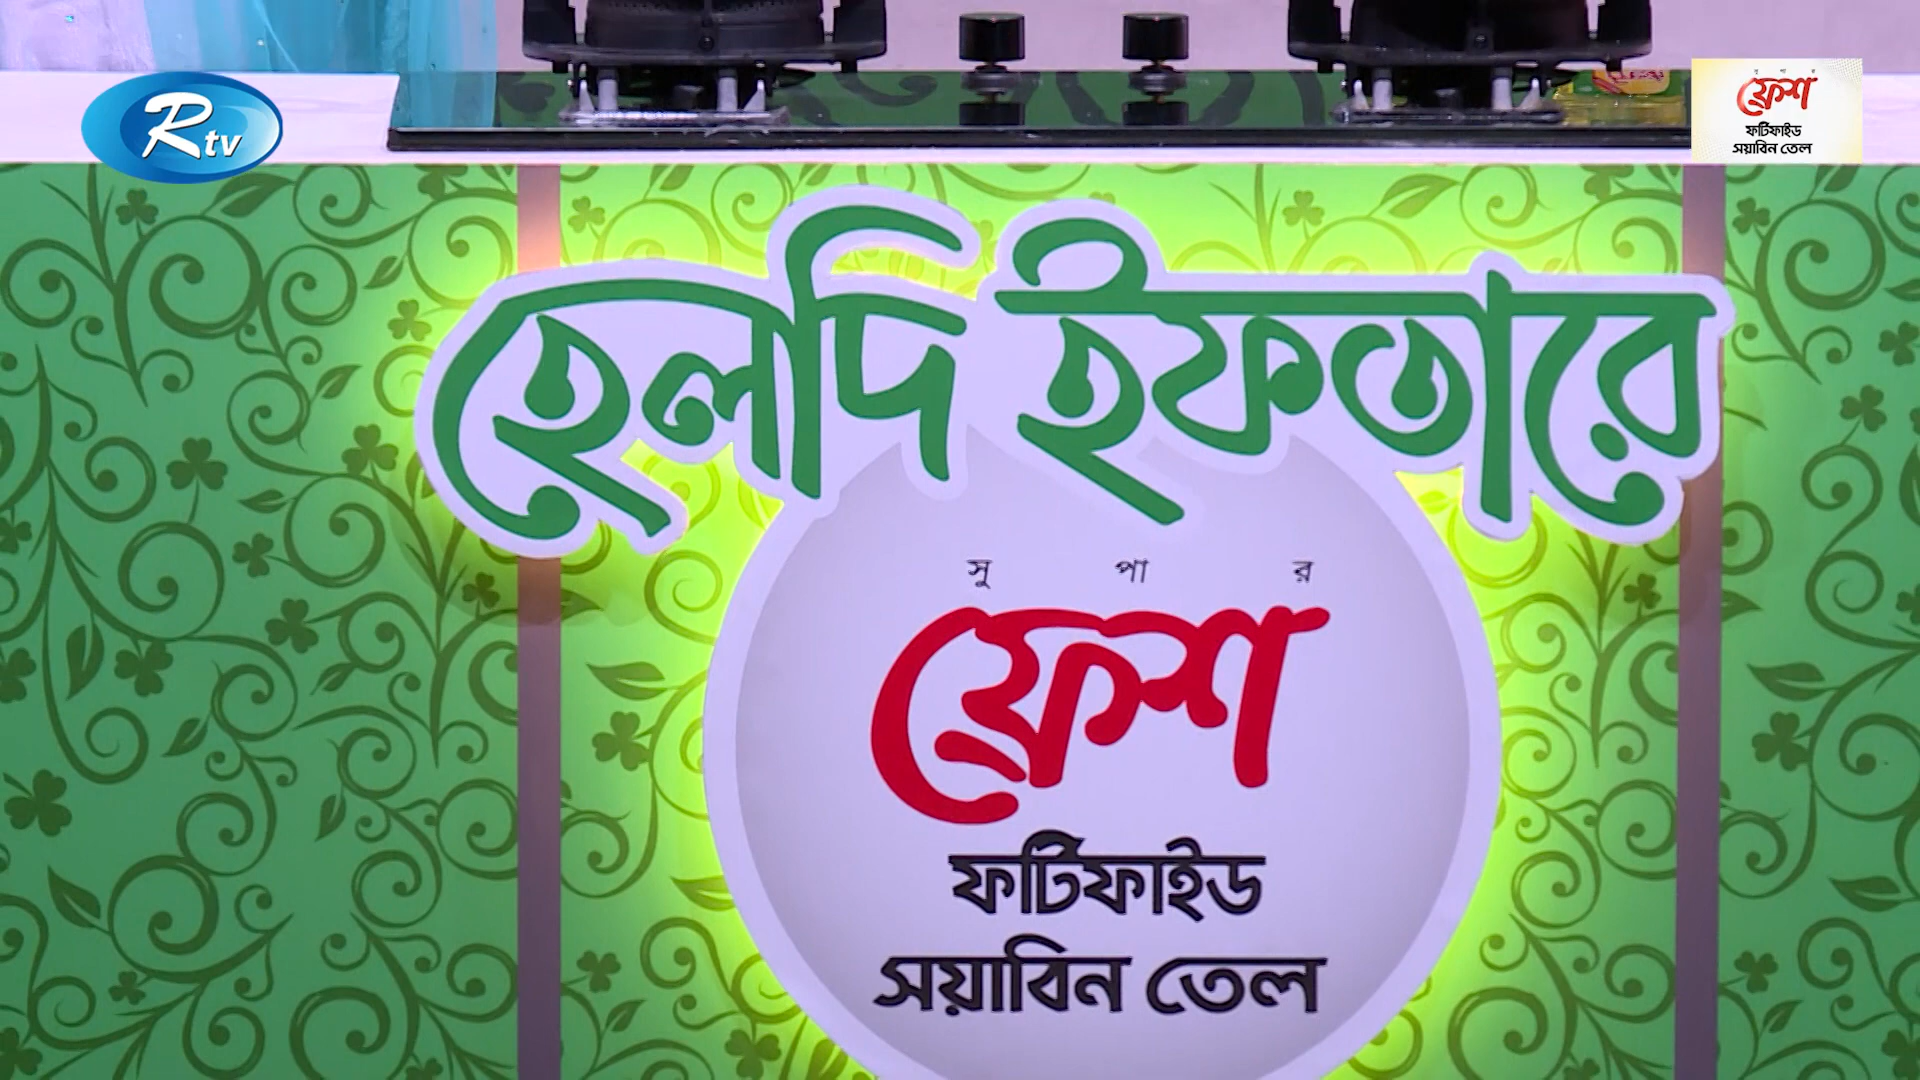 Rtv
সুপার
ফ্রেশ
ফর্টিফাইড
সয়াবিন তেল
হেলদি ইফতারে
সুপার
ফ্রেশ
ফর্টিফাইড
সয়াবিন তেল